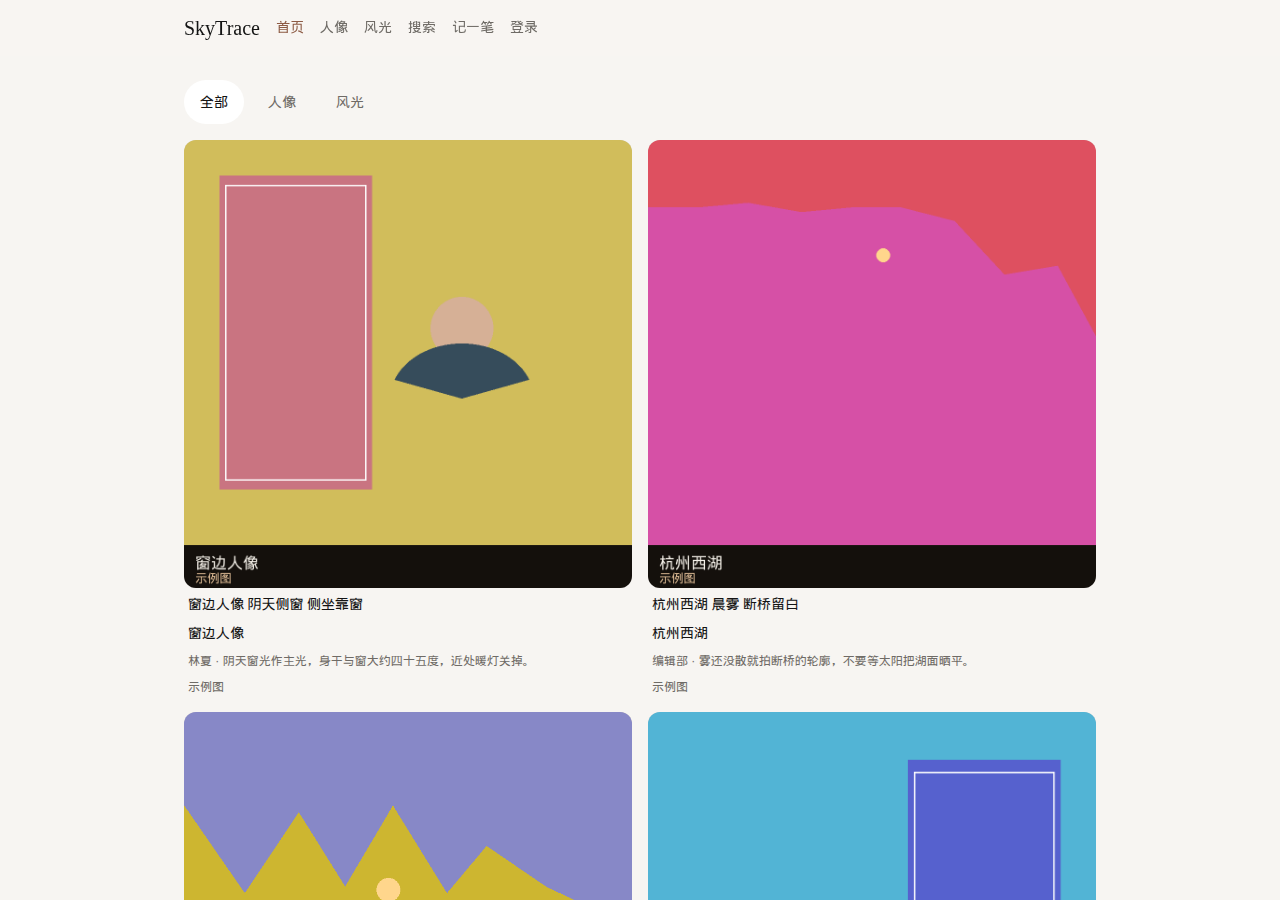 SkyTrace 首页 人像 风光 搜索 记一笔 登录
全部 人像 风光
窗边人像
示例图
窗边人像 阴天侧窗 侧坐靠窗
窗边人像
林夏 · 阴天窗光作主光，身干与窗大约四十五度，近处暖灯关掉。
示例图
杭州西湖
示例图
杭州西湖 晨雾 断桥留白
杭州西湖
编辑部 · 雾还没散就拍断桥的轮廓，不要等太阳把湖面晒平。
示例图